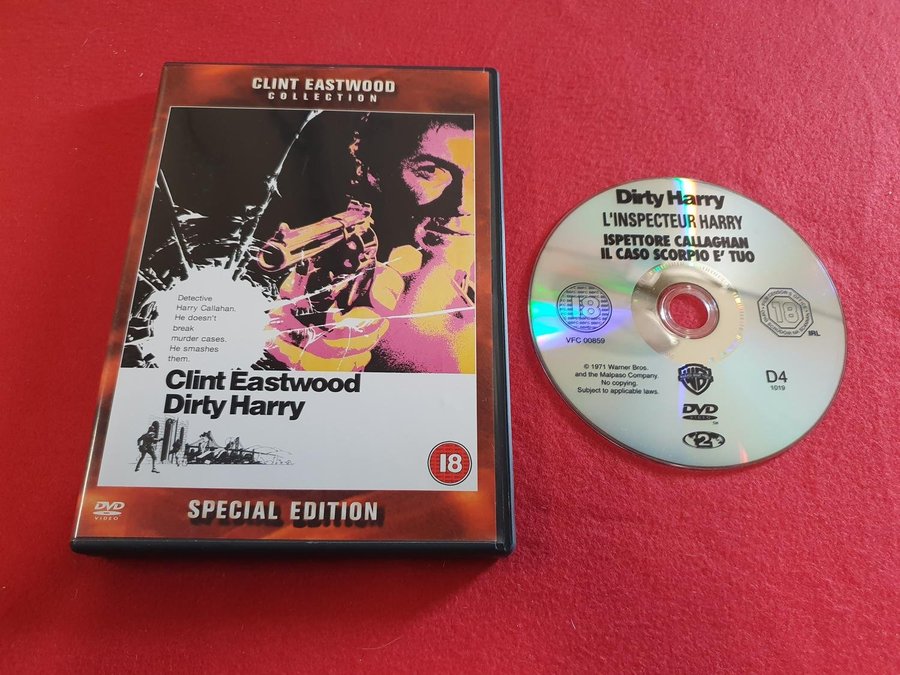 CLINT EASTWOOD
COLLECTION
Detective
Harry Callahan.
He doesn't
break
murder cases.
He smashes
them.
Clint Eastwood
Dirty Harry
18
DVD
VIDEO
SPECIAL EDITION
Dirty Harry
L'INSPECTEUR HARRY
ISPETTORE CALLAGHAN
IL CASO SCORPIO E' TUO
18
VFC 00859
18
IRL.
© 1971 Warner Bros.
and the Malpaso Company.
No copying.
Subject to applicable laws.
WB
D4
1019
DVD
VIDEO
2